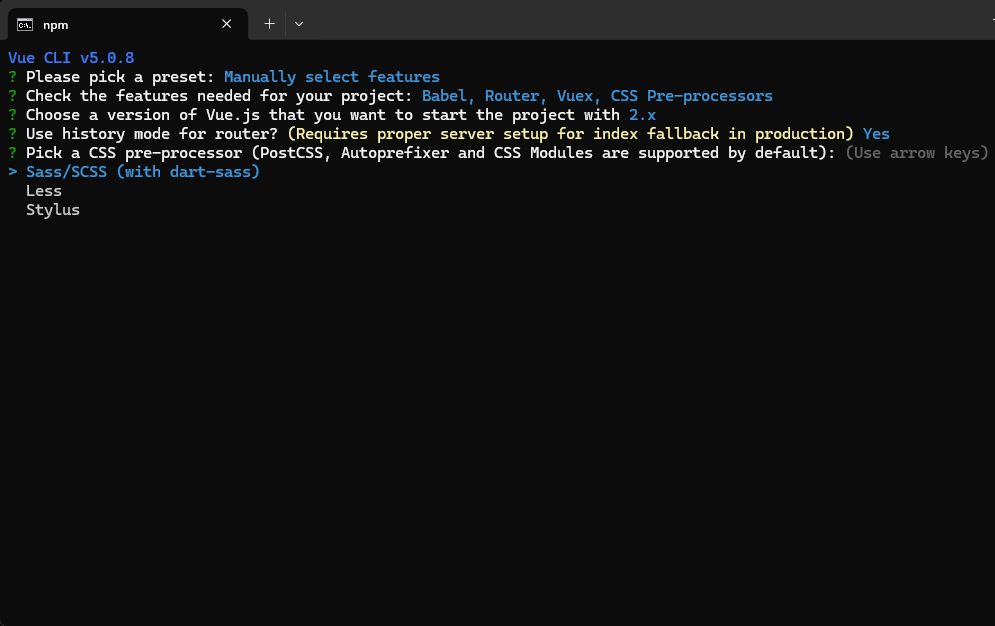 npm
Vue CLI v5.0.8
? Please pick a preset: Manually select features
? Check the features needed for your project: Babel, Router, Vuex, CSS Pre-processors
? Choose a version of Vue.js that you want to start the project with 2.x
? Use history mode for router? (Requires proper server setup for index fallback in production) Yes
? Pick a CSS pre-processor (PostCSS, Autoprefixer and CSS Modules are supported by default): (Use arrow keys)
> Sass/SCSS (with dart-sass)
Less
Stylus